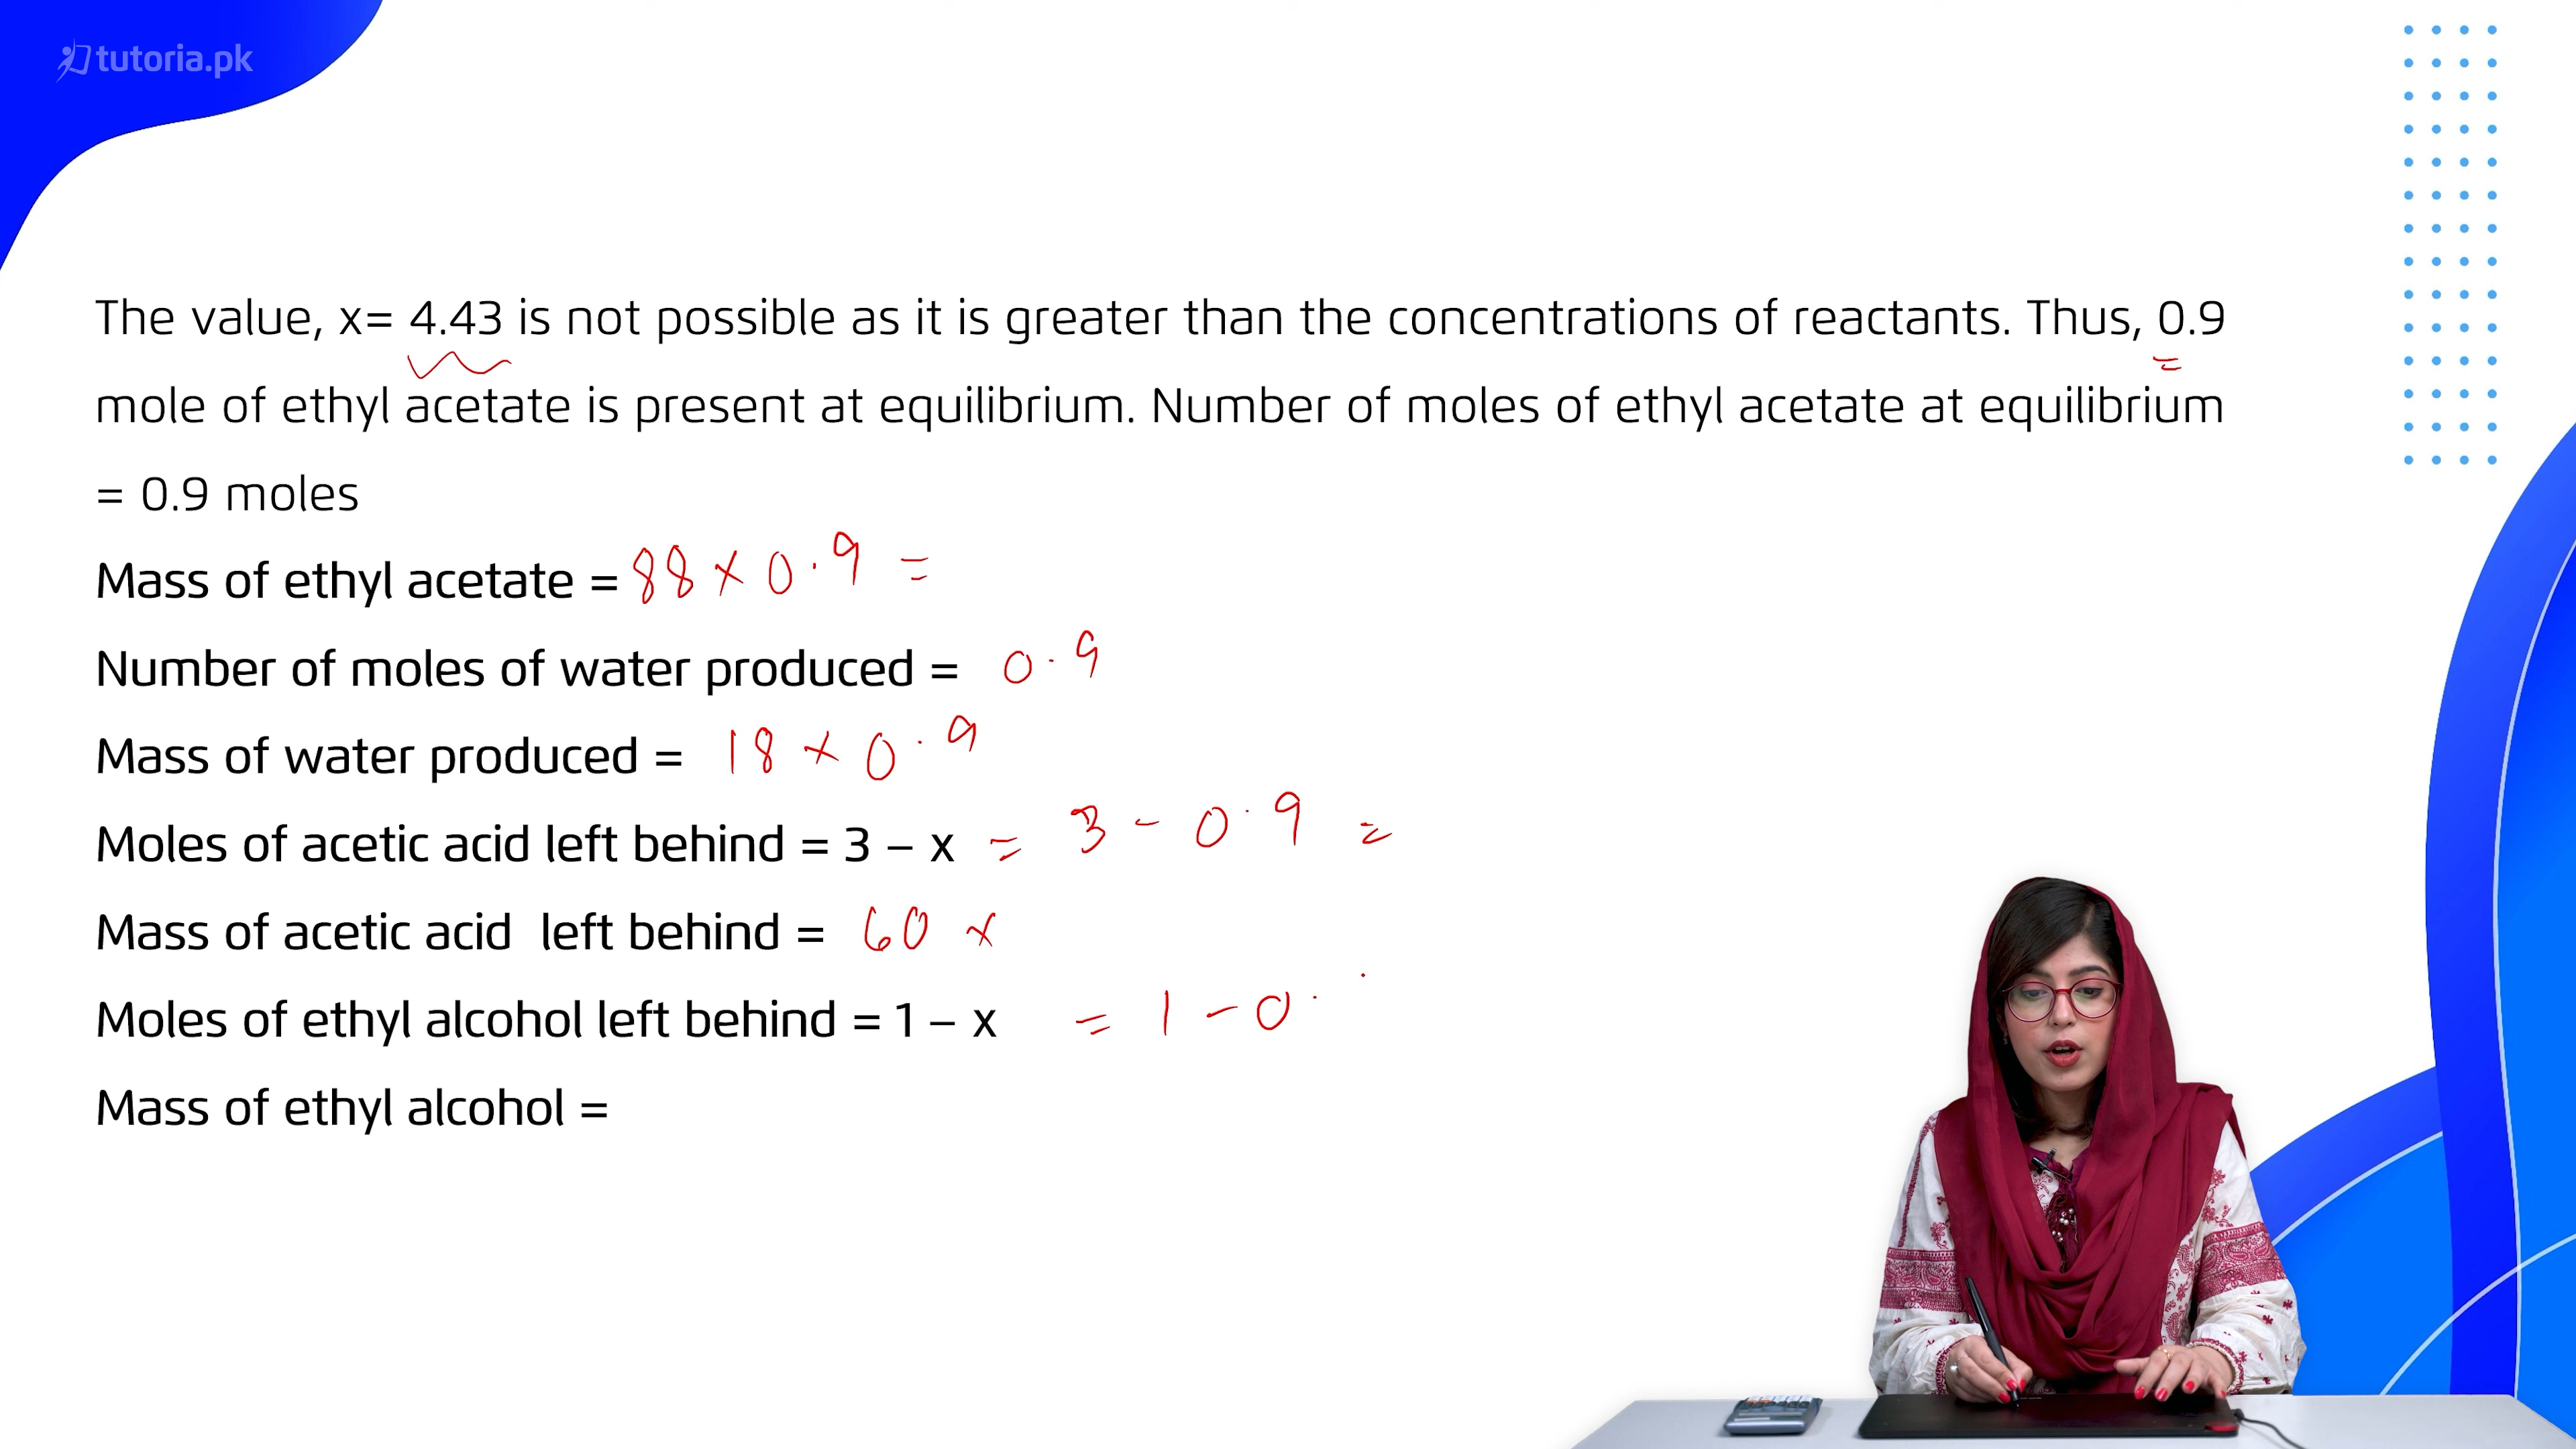 tutoria.pk
The value, x= 4.43 is not possible as it is greater than the concentrations of reactants. Thus, 0.9
mole of ethyl acetate is present at equilibrium. Number of moles of ethyl acetate at equilibrium
= 0.9 moles
Mass of ethyl acetate = 88 × 0.9 =
Number of moles of water produced = 0.9
Mass of water produced = 18 × 0.9
Moles of acetic acid left behind = 3 – x = 3 - 0.9 =
Mass of acetic acid left behind = 60 ×
Moles of ethyl alcohol left behind = 1 – x = 1 - 0.
Mass of ethyl alcohol =